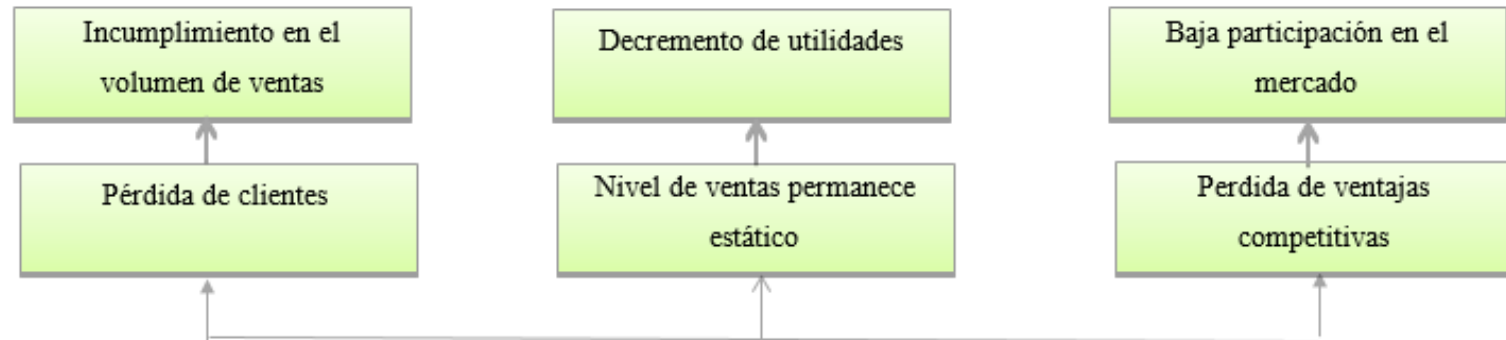 Incumplimiento en el
volumen de ventas
Decremento de utilidades
Baja participación en el
mercado
Pérdida de clientes
Nivel de ventas permanece
estático
Perdida de ventajas
competitivas